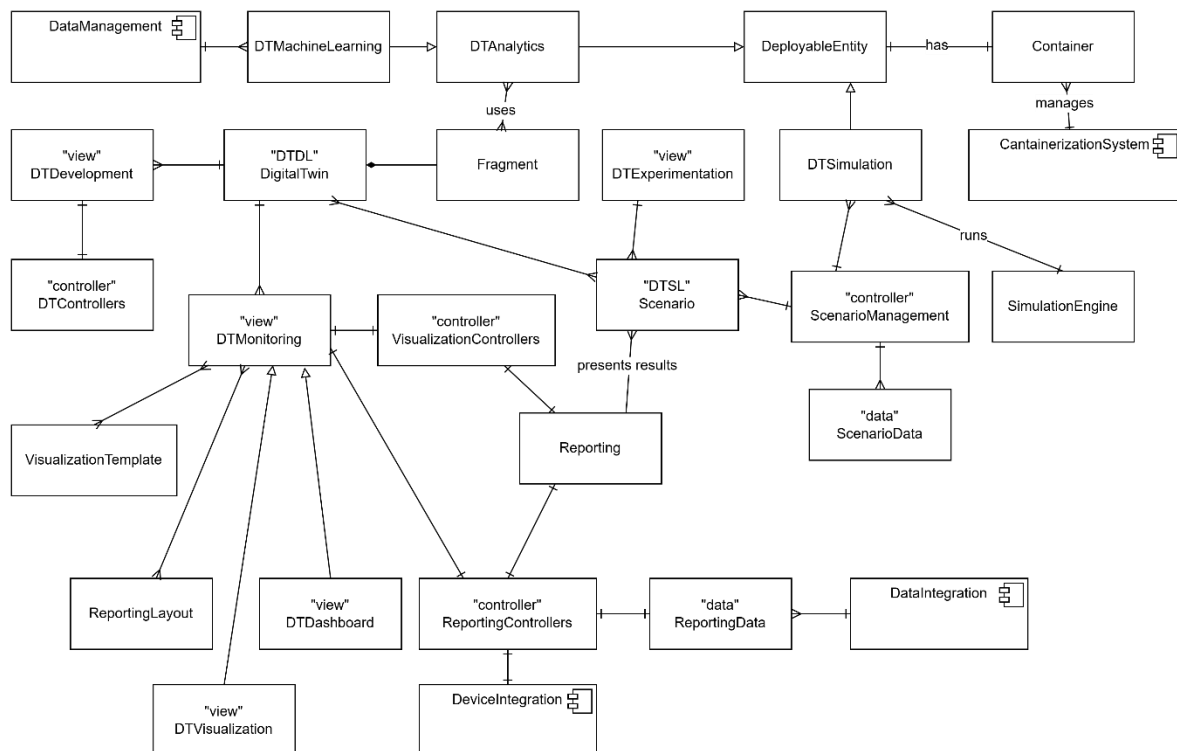 DataManagement
DTMachineLearning
DTAnalytics
DeployableEntity
has
Container
uses
manages
"view"
DTDevelopment
"DTDL"
DigitalTwin
Fragment
"view"
DTExperimentation
DTSimulation
CantainerizationSystem
runs
"controller"
DTControllers
"view"
DTMonitoring
"controller"
VisualizationControllers
"DTSL"
Scenario
"controller"
ScenarioManagement
SimulationEngine
presents results
VisualizationTemplate
Reporting
"data"
ScenarioData
ReportingLayout
"view"
DTDashboard
"controller"
ReportingControllers
"data"
ReportingData
DataIntegration
"view"
DTVisualization
DeviceIntegration